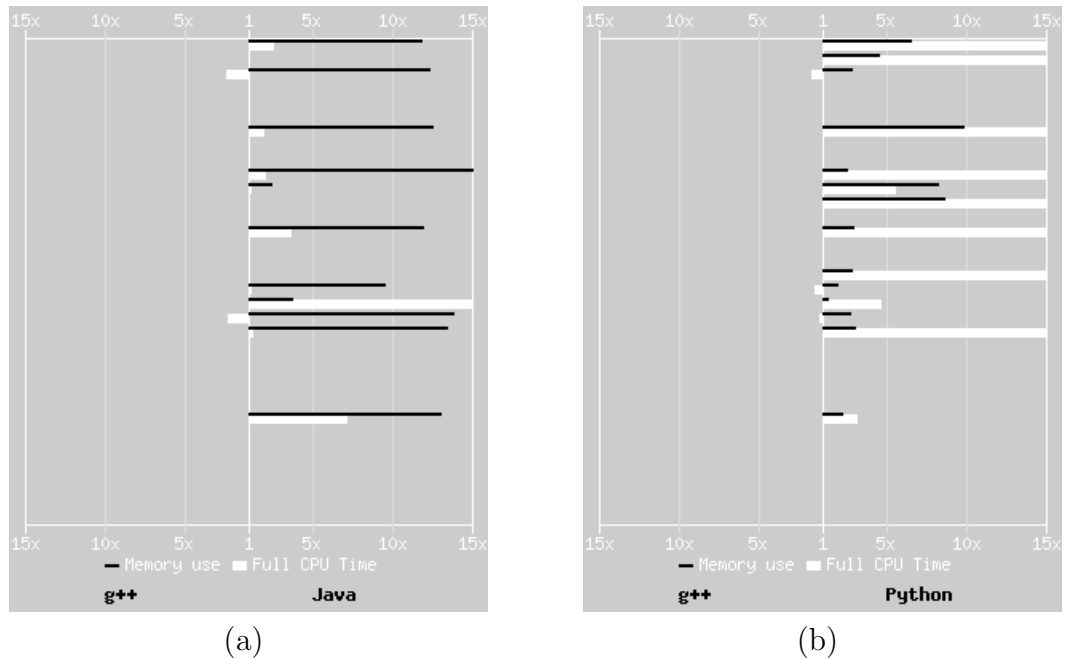 15x 10x 5x 1 5x 10x 15x
15x 10x 5x 1 5x 10x 15x
Memory use Full CPU Time
g++ Java
(a)
15x 10x 5x 1 5x 10x 15x
15x 10x 5x 1 5x 10x 15x
Memory use Full CPU Time
g++ Python
(b)